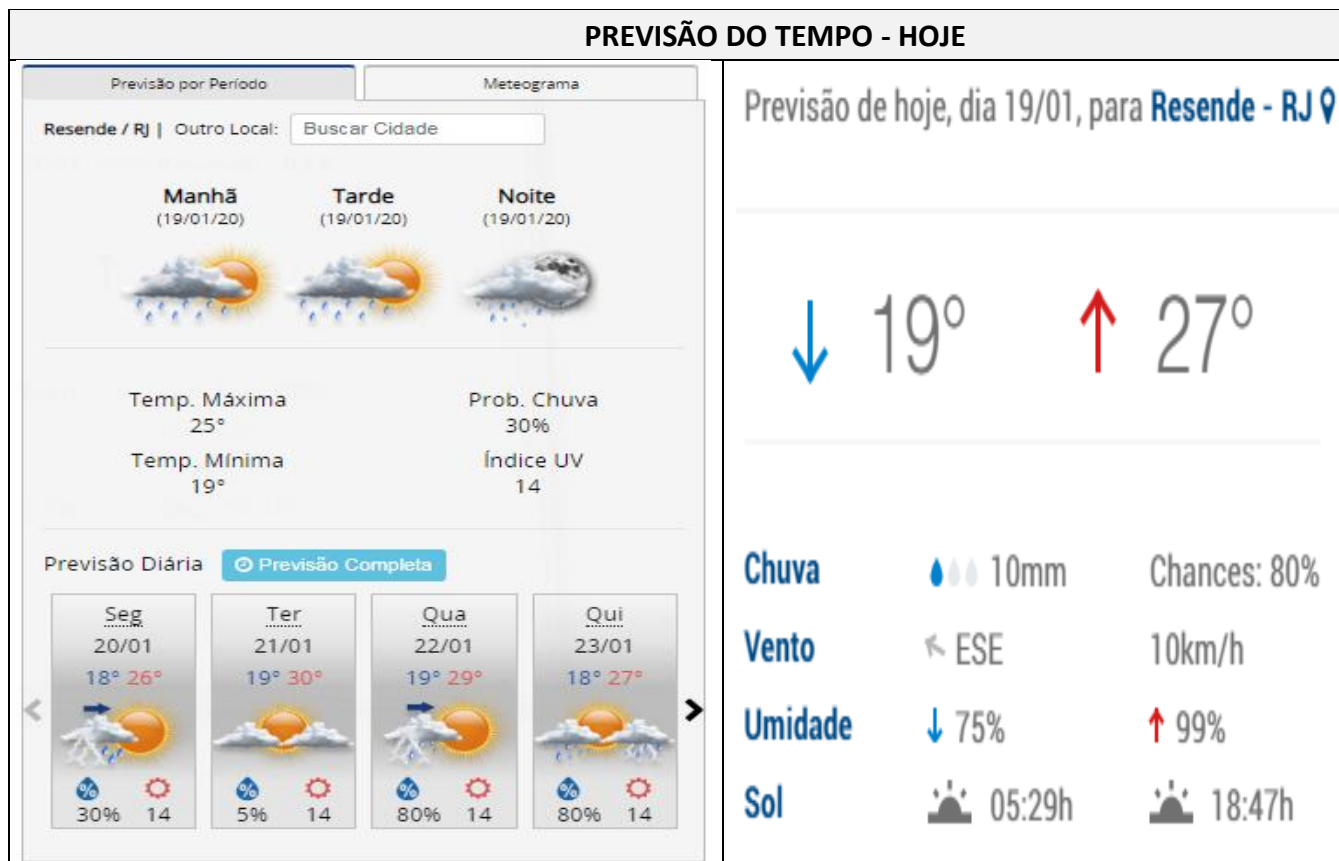 PREVISÃO DO TEMPO - HOJE
Previsão por Período
Meteograma
Resende / RJ | Outro Local: Buscar Cidade
Manhã Tarde Noite
(19/01/20) (19/01/20) (19/01/20)
Temp. Máxima Prob. Chuva
25° 30%
Temp. Mínima Índice UV
19° 14
Previsão Diária Previsão Completa
Seg Ter Qua Qui
20/01 21/01 22/01 23/01
18° 26° 19° 30° 19° 29° 18° 27°
% % % %
30% 14 5% 14 80% 14 80% 14
Previsão de hoje, dia 19/01, para Resende - RJ
19° 27°
Chuva 10mm Chances: 80%
Vento ESE 10km/h
Umidade 75% 99%
Sol 05:29h 18:47h